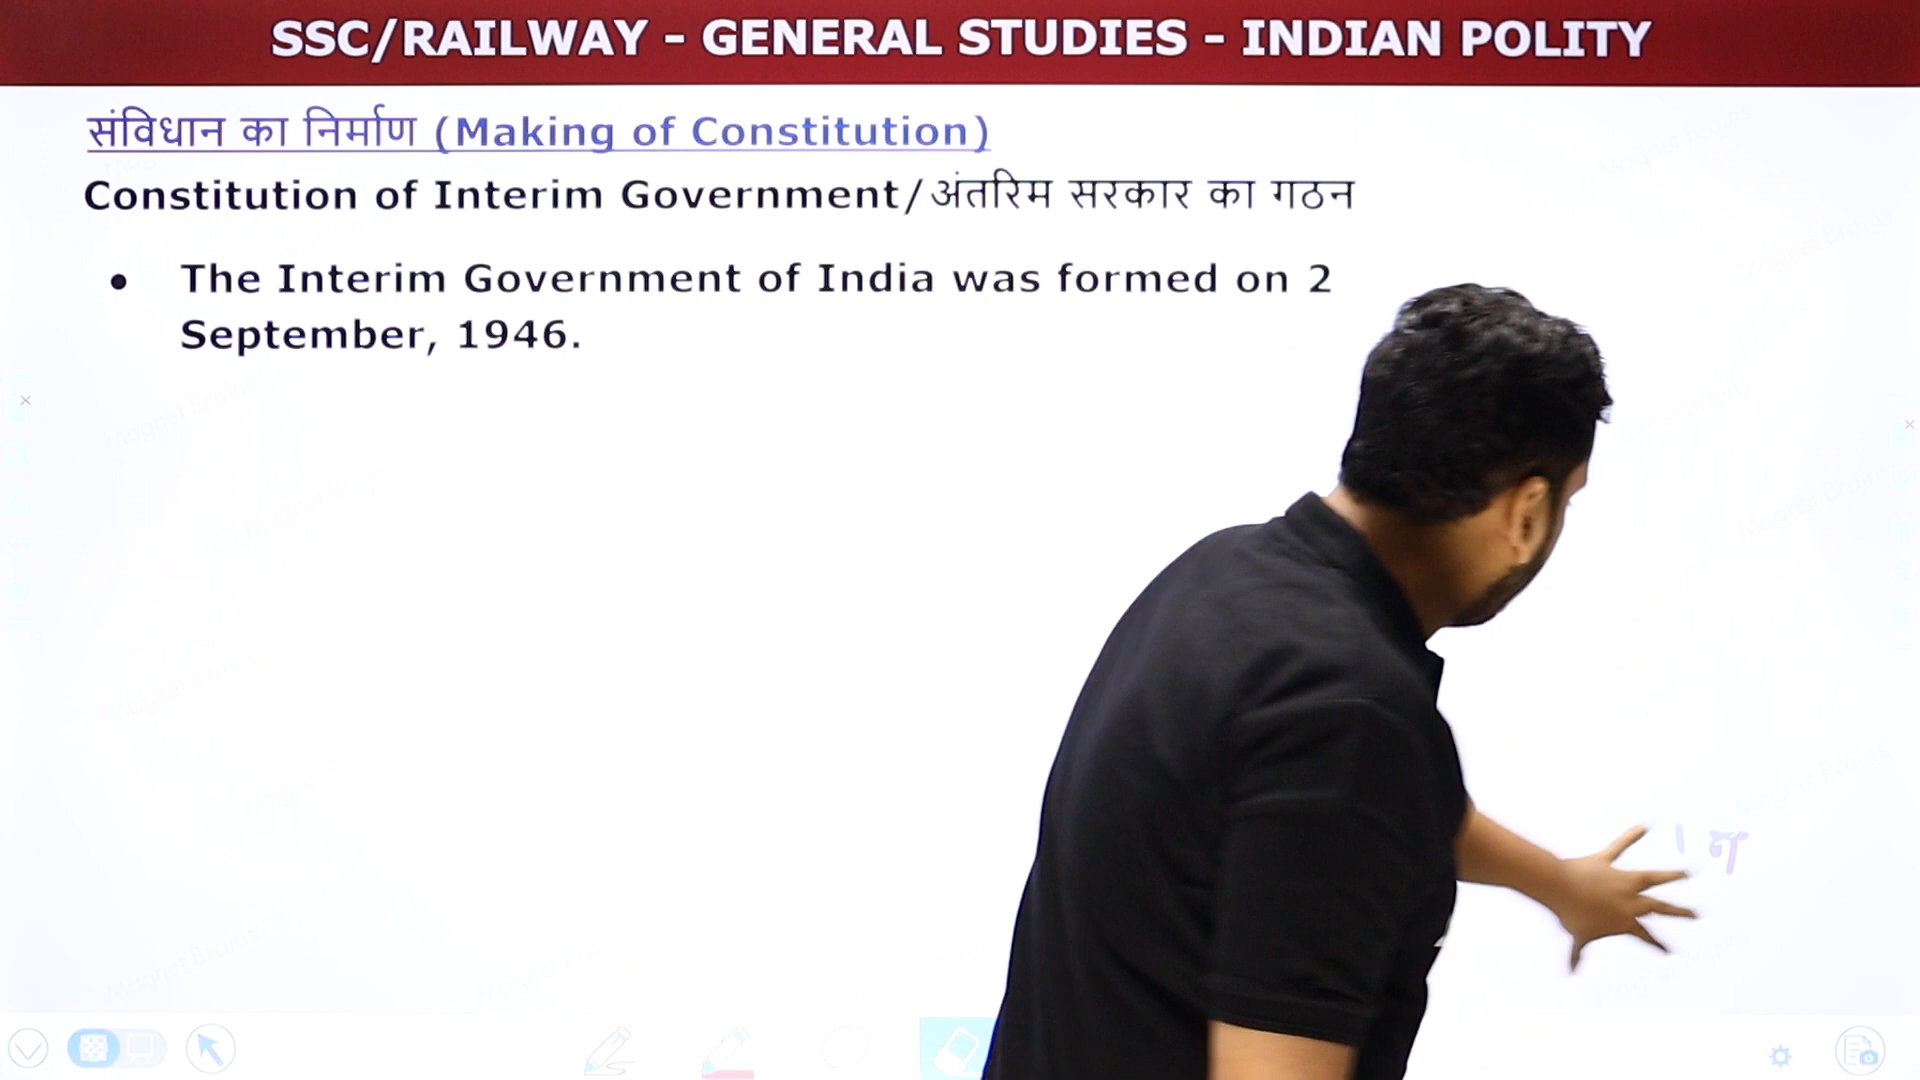 SSC/RAILWAY - GENERAL STUDIES - INDIAN POLITY
संविधान का निर्माण (Making of Constitution)
Constitution of Interim Government/अंतरिम सरकार का गठन
• The Interim Government of India was formed on 2
September, 1946.